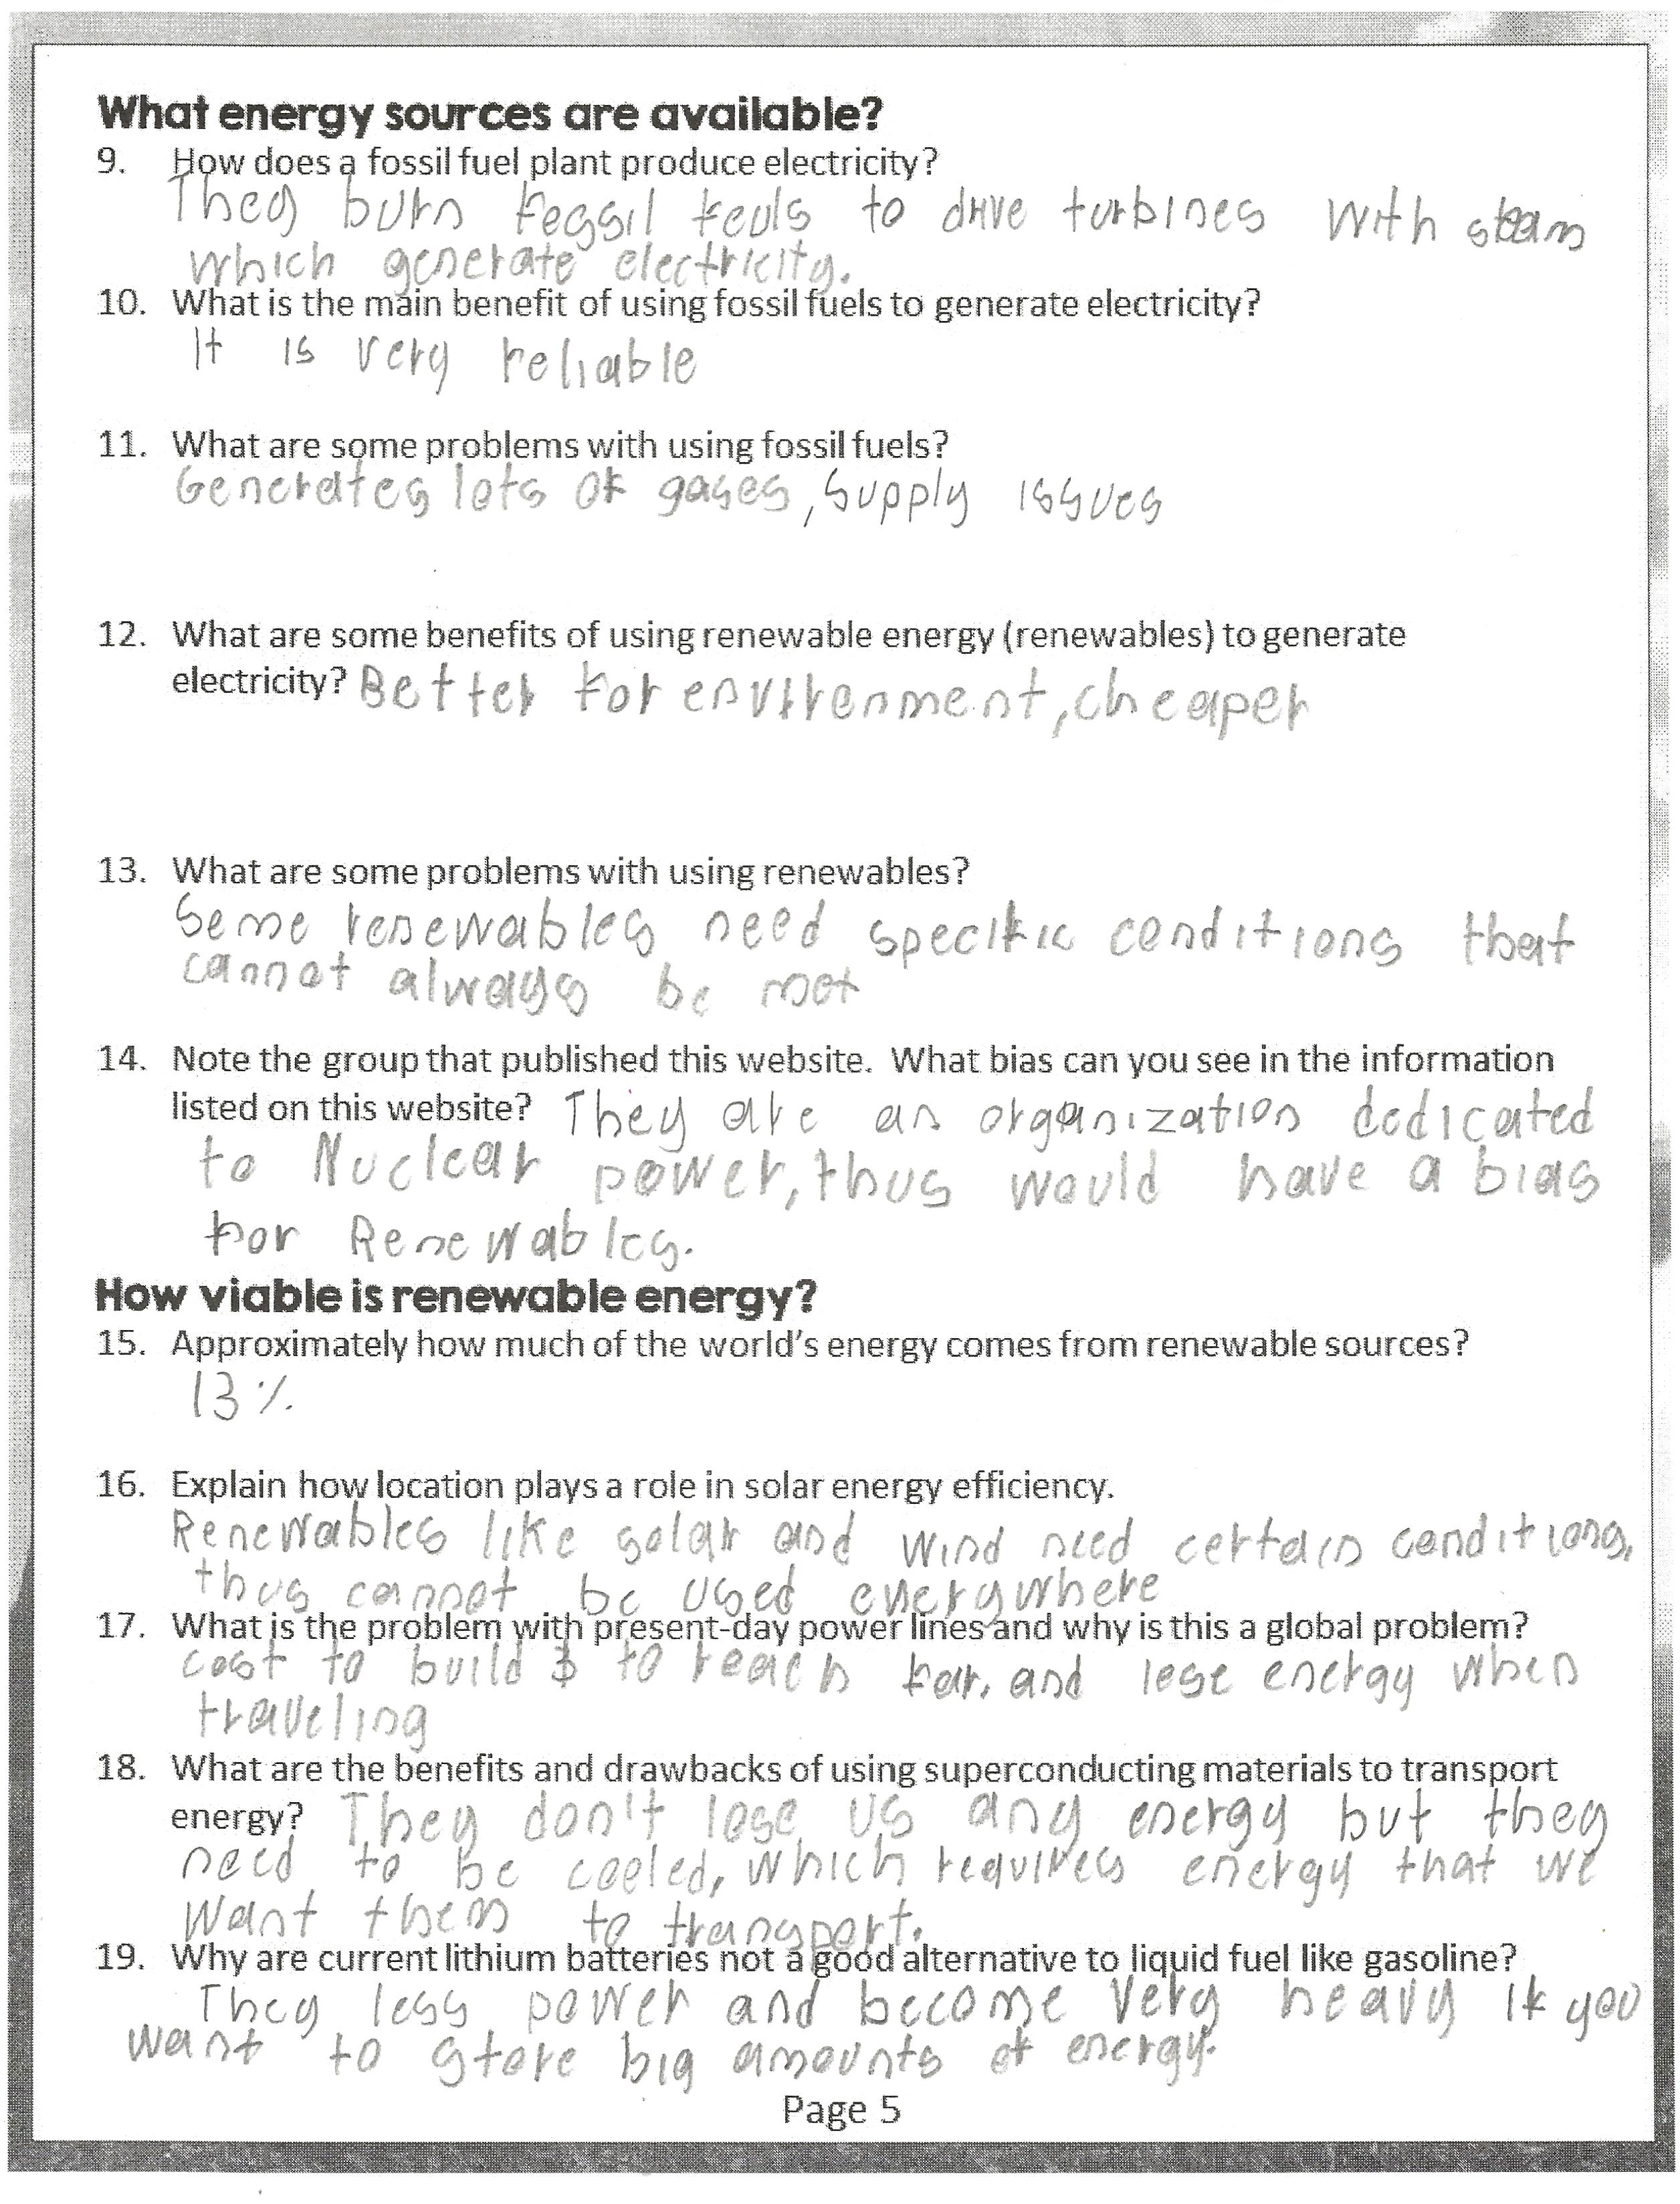 What energy sources are available?
9. How does a fossil fuel plant produce electricity?
They burn fossil feuls to drive turbines with steam
which generate electricity.
10. What is the main benefit of using fossil fuels to generate electricity?
It is very reliable
11. What are some problems with using fossil fuels?
Generates lots of gases, supply issues
12. What are some benefits of using renewable energy (renewables) to generate
electricity? Better for environment, cheaper
13. What are some problems with using renewables?
Some renewables need specific conditions that
cannot always be met
14. Note the group that published this website. What bias can you see in the information
listed on this website? They are an organization dedicated
to Nuclear power, thus would have a bias
for Renewables.
How viable is renewable energy?
15. Approximately how much of the world's energy comes from renewable sources?
13%
16. Explain how location plays a role in solar energy efficiency.
Renewables like solar and wind need certain conditions,
thus cannot be used everywhere
17. What is the problem with present-day power lines and why is this a global problem?
cost to build $ to reach far. and lose energy when
traveling
18. What are the benefits and drawbacks of using superconducting materials to transport
energy? They don't lose us any energy but they
need to be cooled, which requires energy that we
want them to transport.
19. Why are current lithium batteries not a good alternative to liquid fuel like gasoline?
They less power and become very heavy if you
want to store big amounts of energy.
Page 5